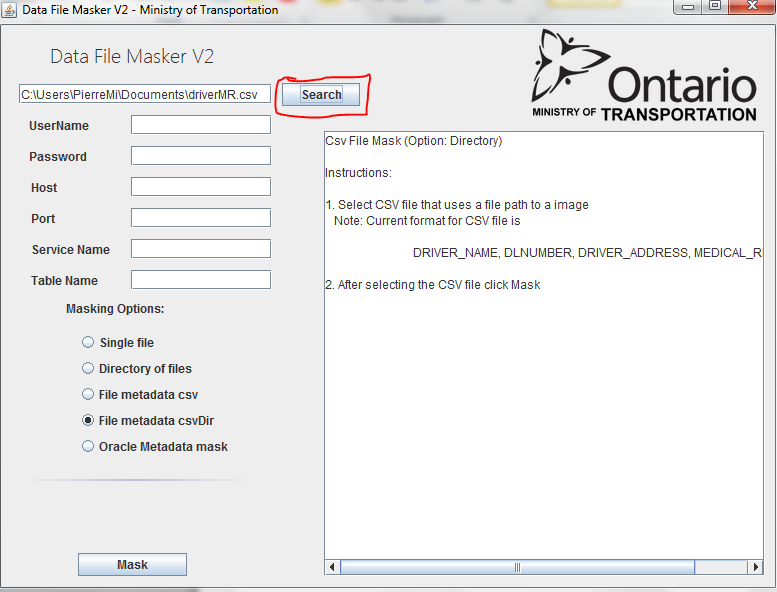 Data File Masker V2 - Ministry of Transportation
Data File Masker V2
C:\Users\PierreMi\Documents\driverMR.csv
Search
UserName
Password
Host
Port
Service Name
Table Name
Masking Options:
Single file
Directory of files
File metadata csv
File metadata csvDir
Oracle Metadata mask
Mask
Ontario
MINISTRY OF TRANSPORTATION
Csv File Mask (Option: Directory)
Instructions:
1. Select CSV file that uses a file path to a image
Note: Current format for CSV file is
DRIVER_NAME, DLNUMBER, DRIVER_ADDRESS, MEDICAL_R
2. After selecting the CSV file click Mask